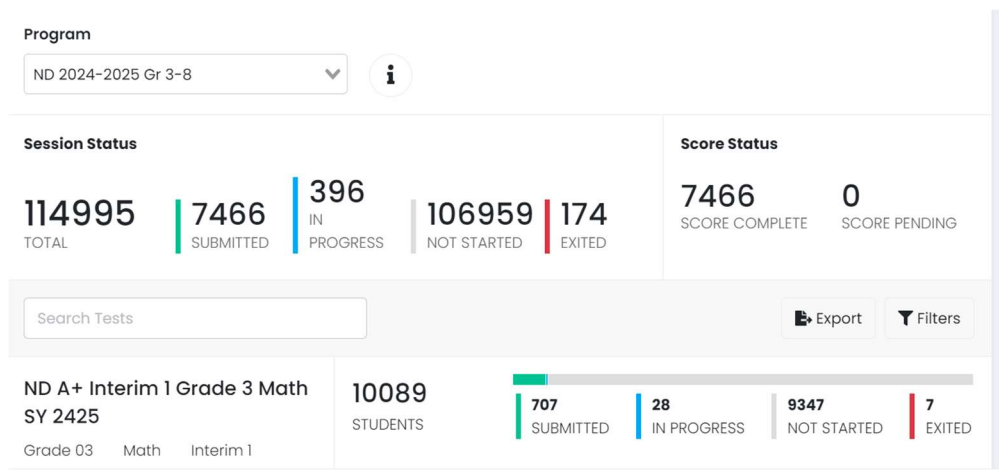 Program
ND 2024-2025 Gr 3-8
i
Session Status
114995
TOTAL
7466
SUBMITTED
396
IN
PROGRESS
106959
NOT STARTED
174
EXITED
Score Status
7466
SCORE COMPLETE
0
SCORE PENDING
Search Tests
Export
Filters
ND A+ Interim 1 Grade 3 Math
SY 2425
Grade 03 Math Interim 1
10089
STUDENTS
707
SUBMITTED
28
IN PROGRESS
9347
NOT STARTED
7
EXITED